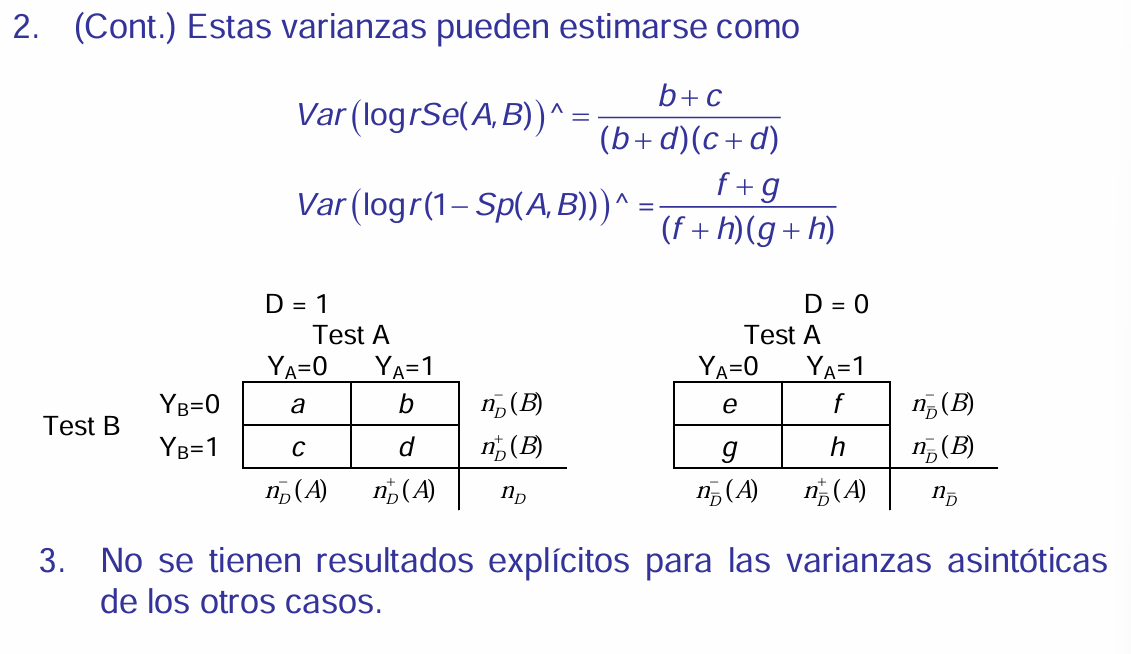 2. (Cont.) Estas varianzas pueden estimarse como
Var(log rSe(A,B))^ = \frac{b+c}{(b+d)(c+d)}
Var(log r(1−Sp(A,B)))^ = \frac{f+g}{(f+h)(g+h)}
D = 1 D = 0
Test A Test A
Y_A=0 Y_A=1 Y_A=0 Y_A=1
Y_B=0 a b n_D^-(B) e f n_{\bar{D}}^-(B)
Test B
Y_B=1 c d n_D^+(B) g h n_{\bar{D}}^-(B)
n_D^-(A) n_D^+(A) n_D n_{\bar{D}}^-(A) n_{\bar{D}}^+(A) n_{\bar{D}}
3. No se tienen resultados explícitos para las varianzas asintóticas
de los otros casos.